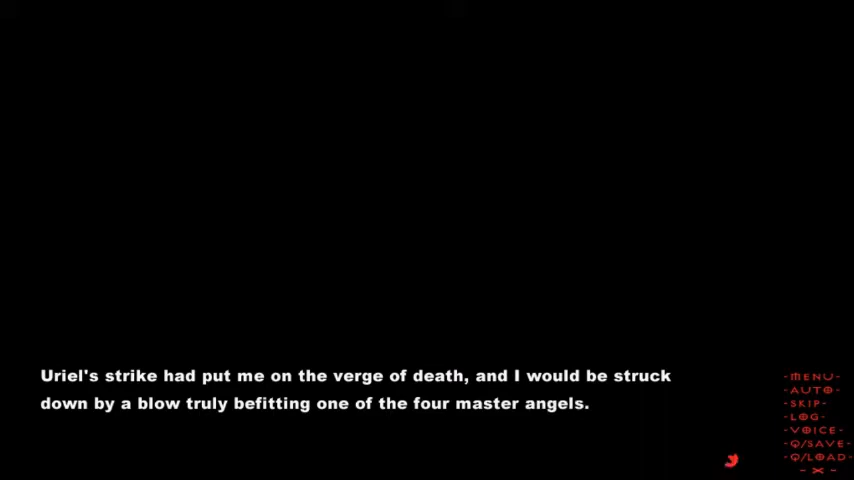 Uriel's strike had put me on the verge of death, and I would be struck
down by a blow truly befitting one of the four master angels.
-MENU-
-AUTO-
-SKIP-
-LOG-
-VOICE-
-Q/SAVE-
-Q/LOAD-